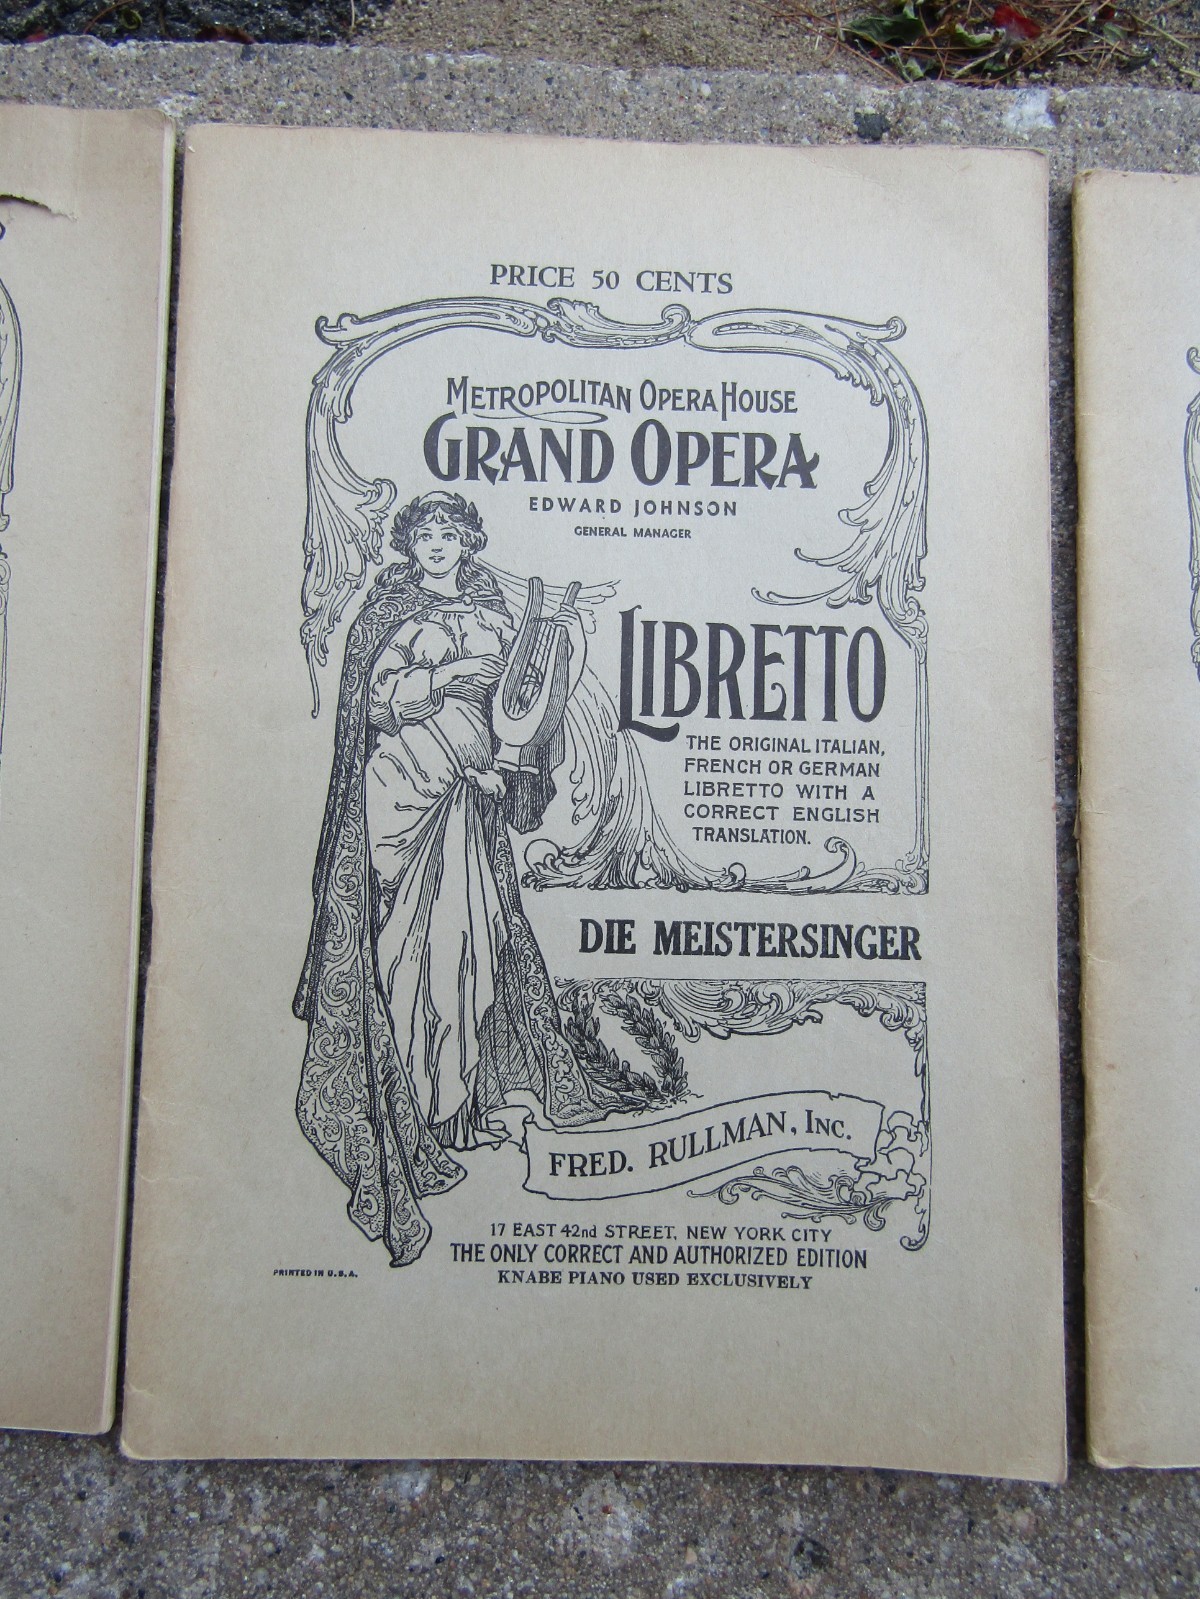 PRICE 50 CENTS
METROPOLITAN OPERA HOUSE
GRAND OPERA
EDWARD JOHNSON
GENERAL MANAGER
LIBRETTO
THE ORIGINAL ITALIAN,
FRENCH OR GERMAN
LIBRETTO WITH A
CORRECT ENGLISH
TRANSLATION.
DIE MEISTERSINGER
FRED. RULLMAN, INC.
17 EAST 42nd STREET, NEW YORK CITY
THE ONLY CORRECT AND AUTHORIZED EDITION
KNABE PIANO USED EXCLUSIVELY
PRINTED IN U.S.A.